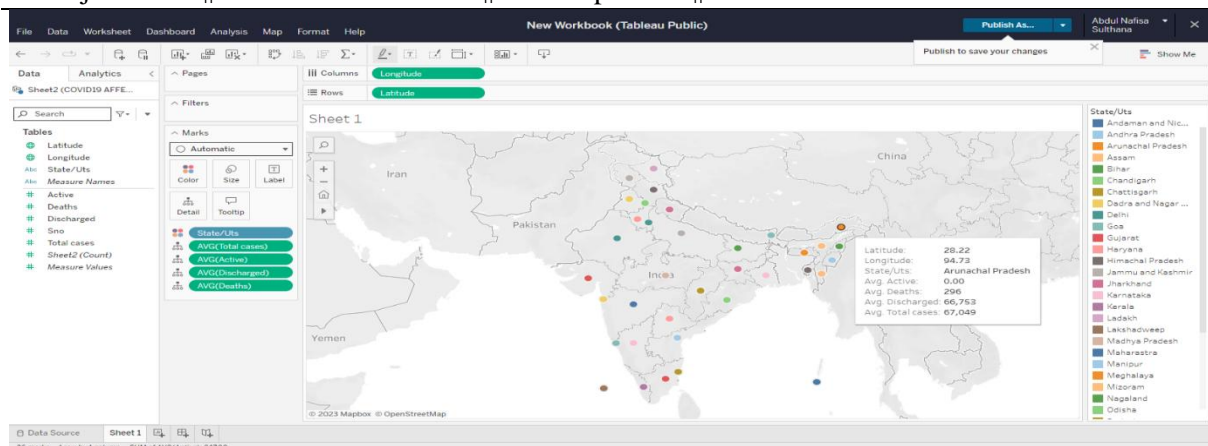 New Workbook (Tableau Public)
Publish As...
Abdul Nafisa
Sulthana
File Data Worksheet Dashboard Analysis Map Format Help
Publish to save your changes
Show Me
Data Analytics
Pages
Columns Longitude
Sheet2 (COVID19 AFFE...
Rows Latitude
Search
Filters
Sheet 1
Tables
Latitude
Longitude
Abc State/Uts
Abc Measure Names
# Active
# Deaths
# Discharged
# Sno
# Total cases
# Sheet2 (Count)
# Measure Values
Marks
Automatic
Color Size Label
Detail Tooltip
State/Uts
AVG(Total cases)
AVG(Active)
AVG(Discharged)
AVG(Deaths)
China
Iran
Pakistan
India
Yemen
Latitude: 28.22
Longitude: 94.73
State/Uts: Arunachal Pradesh
Avg. Active: 0.00
Avg. Deaths: 296
Avg. Discharged: 66,753
Avg. Total cases: 67,049
© 2023 Mapbox © OpenStreetMap
State/Uts
Andaman and Nic...
Andhra Pradesh
Arunachal Pradesh
Assam
Bihar
Chandigarh
Chattisgarh
Dadra and Nagar ...
Delhi
Goa
Gujarat
Haryana
Himachal Pradesh
Jammu and Kashmir
Jharkhand
Karnataka
Kerala
Ladakh
Lakshadweep
Madhya Pradesh
Maharastra
Manipur
Meghalaya
Mizoram
Nagaland
Odisha
Data Source Sheet 1